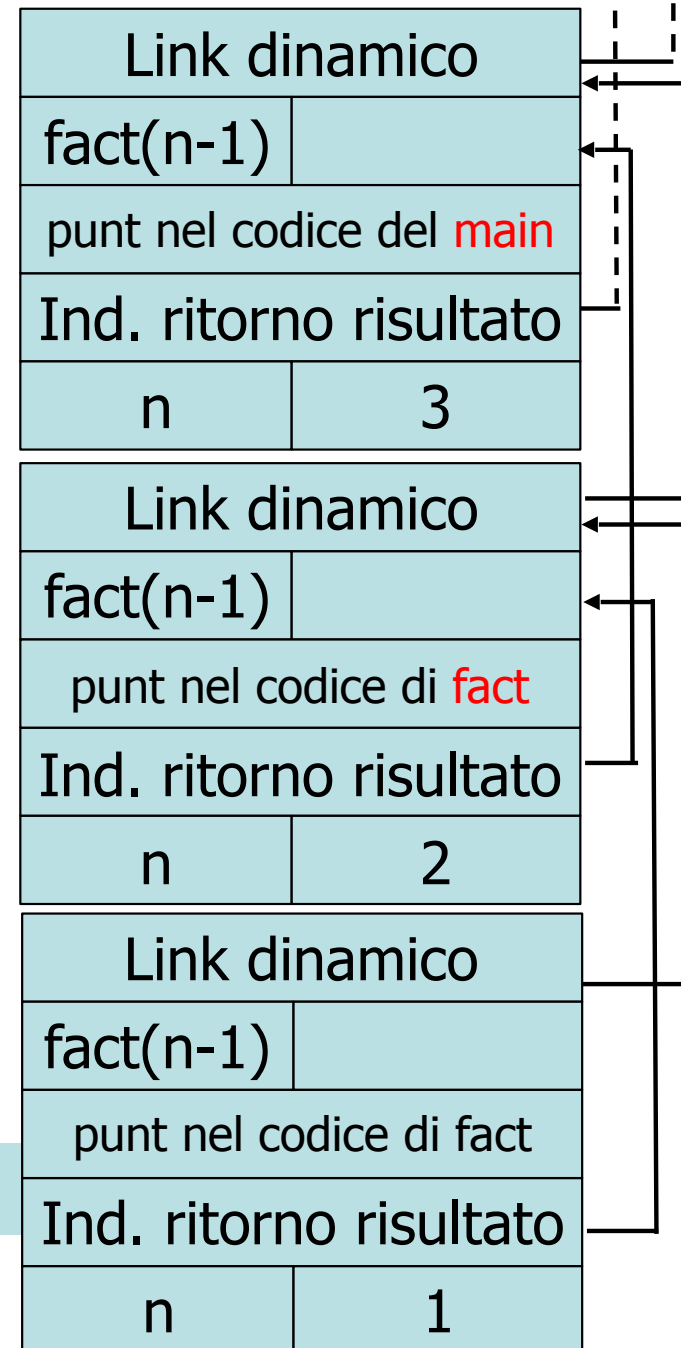 Link dinamico
fact(n-1)
punt nel codice del main
Ind. ritorno risultato
n 3
Link dinamico
fact(n-1)
punt nel codice di fact
Ind. ritorno risultato
n 2
Link dinamico
fact(n-1)
punt nel codice di fact
Ind. ritorno risultato
n 1